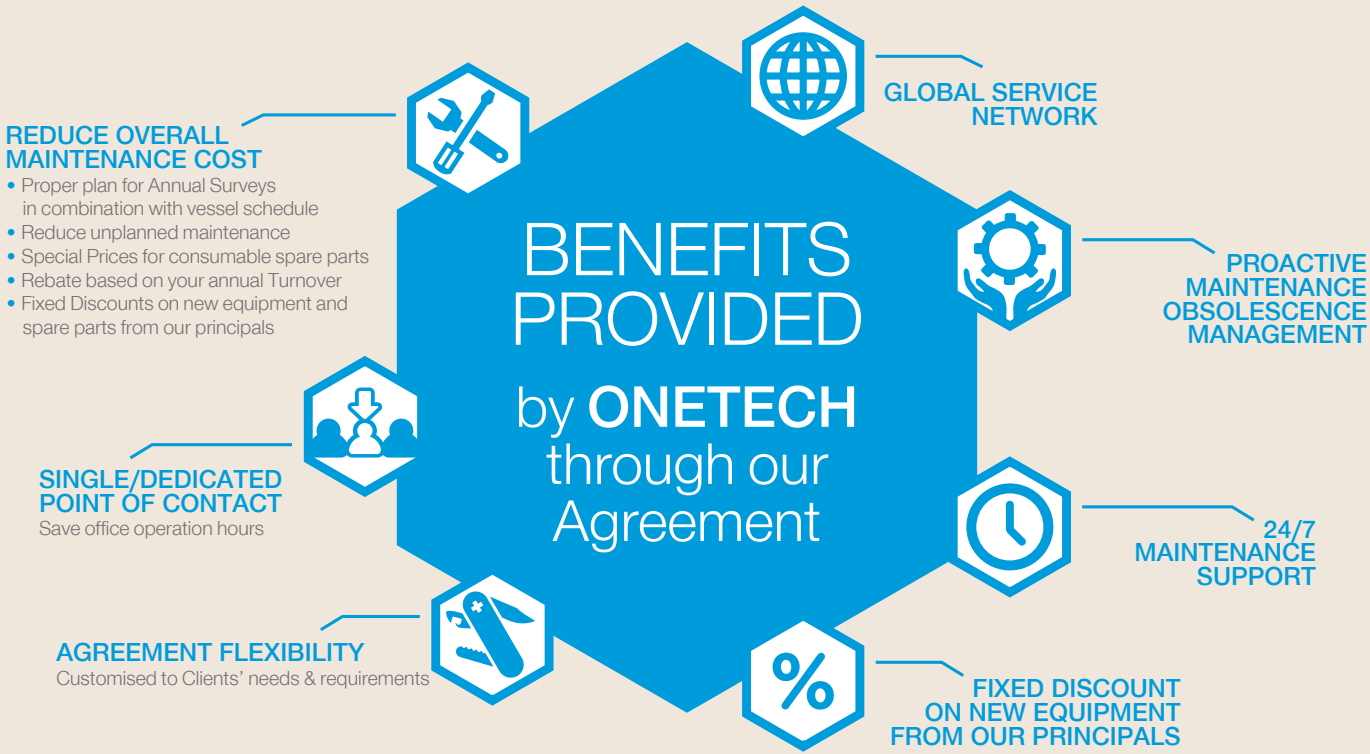 BENEFITS
PROVIDED
by ONETECH
through our
Agreement
REDUCE OVERALL
MAINTENANCE COST
• Proper plan for Annual Surveys
in combination with vessel schedule
• Reduce unplanned maintenance
• Special Prices for consumable spare parts
• Rebate based on your annual Turnover
• Fixed Discounts on new equipment and
spare parts from our principals
SINGLE/DEDICATED
POINT OF CONTACT
Save office operation hours
AGREEMENT FLEXIBILITY
Customised to Clients' needs & requirements
GLOBAL SERVICE
NETWORK
PROACTIVE
MAINTENANCE
OBSOLESCENCE
MANAGEMENT
24/7
MAINTENANCE
SUPPORT
%
FIXED DISCOUNT
ON NEW EQUIPMENT
FROM OUR PRINCIPALS